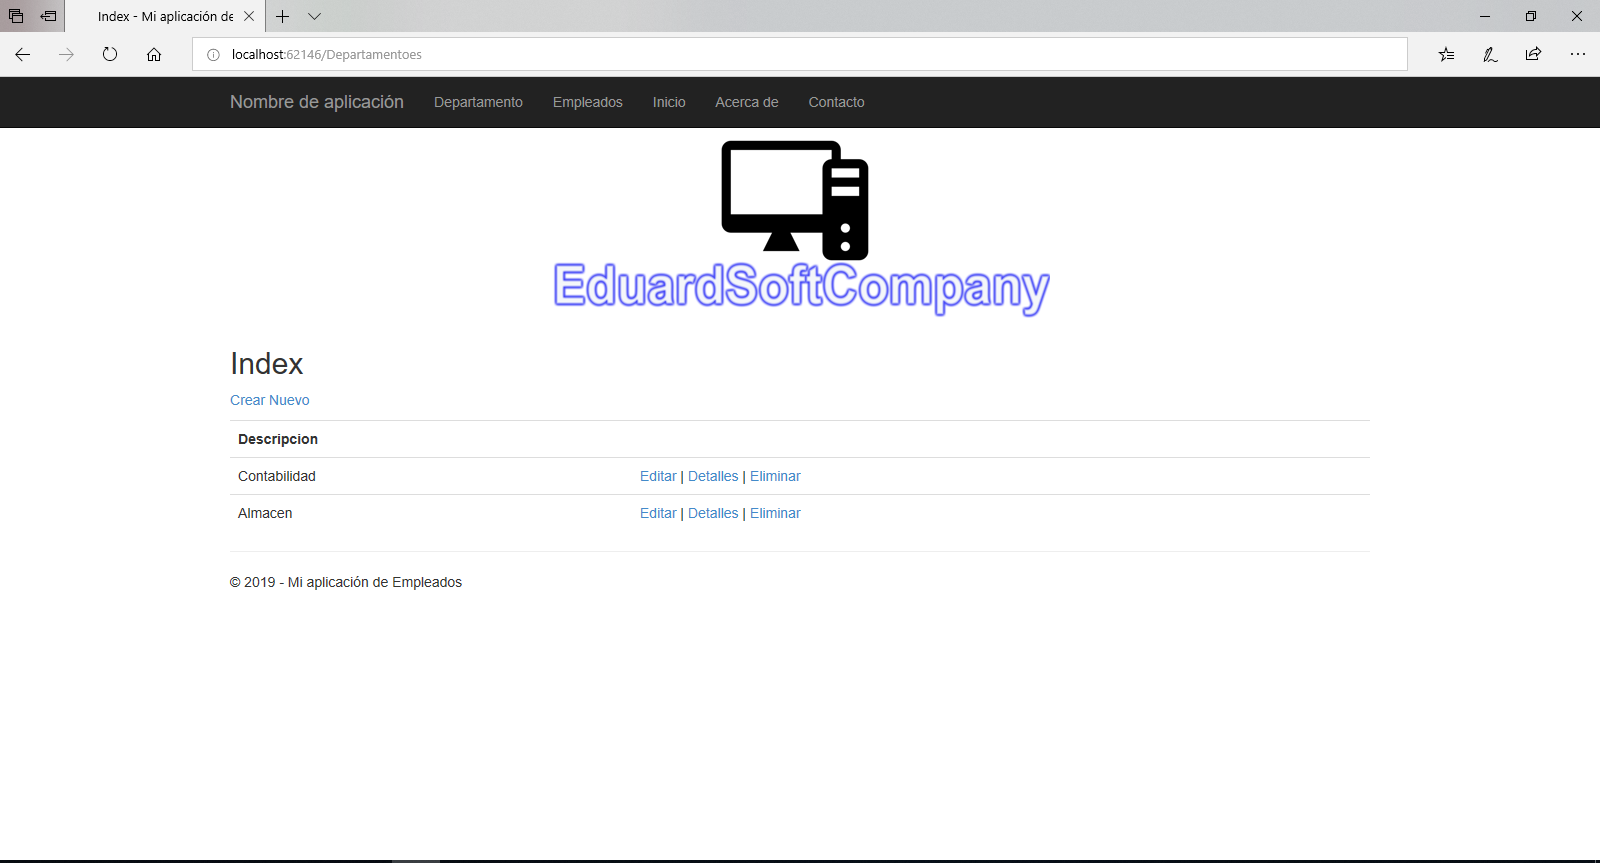 Index - Mi aplicación de
localhost:62146/Departamentoes
Nombre de aplicación Departamento Empleados Inicio Acerca de Contacto
EduardSoftCompany
Index
Crear Nuevo
Descripcion
Contabilidad Editar | Detalles | Eliminar
Almacen Editar | Detalles | Eliminar
© 2019 - Mi aplicación de Empleados